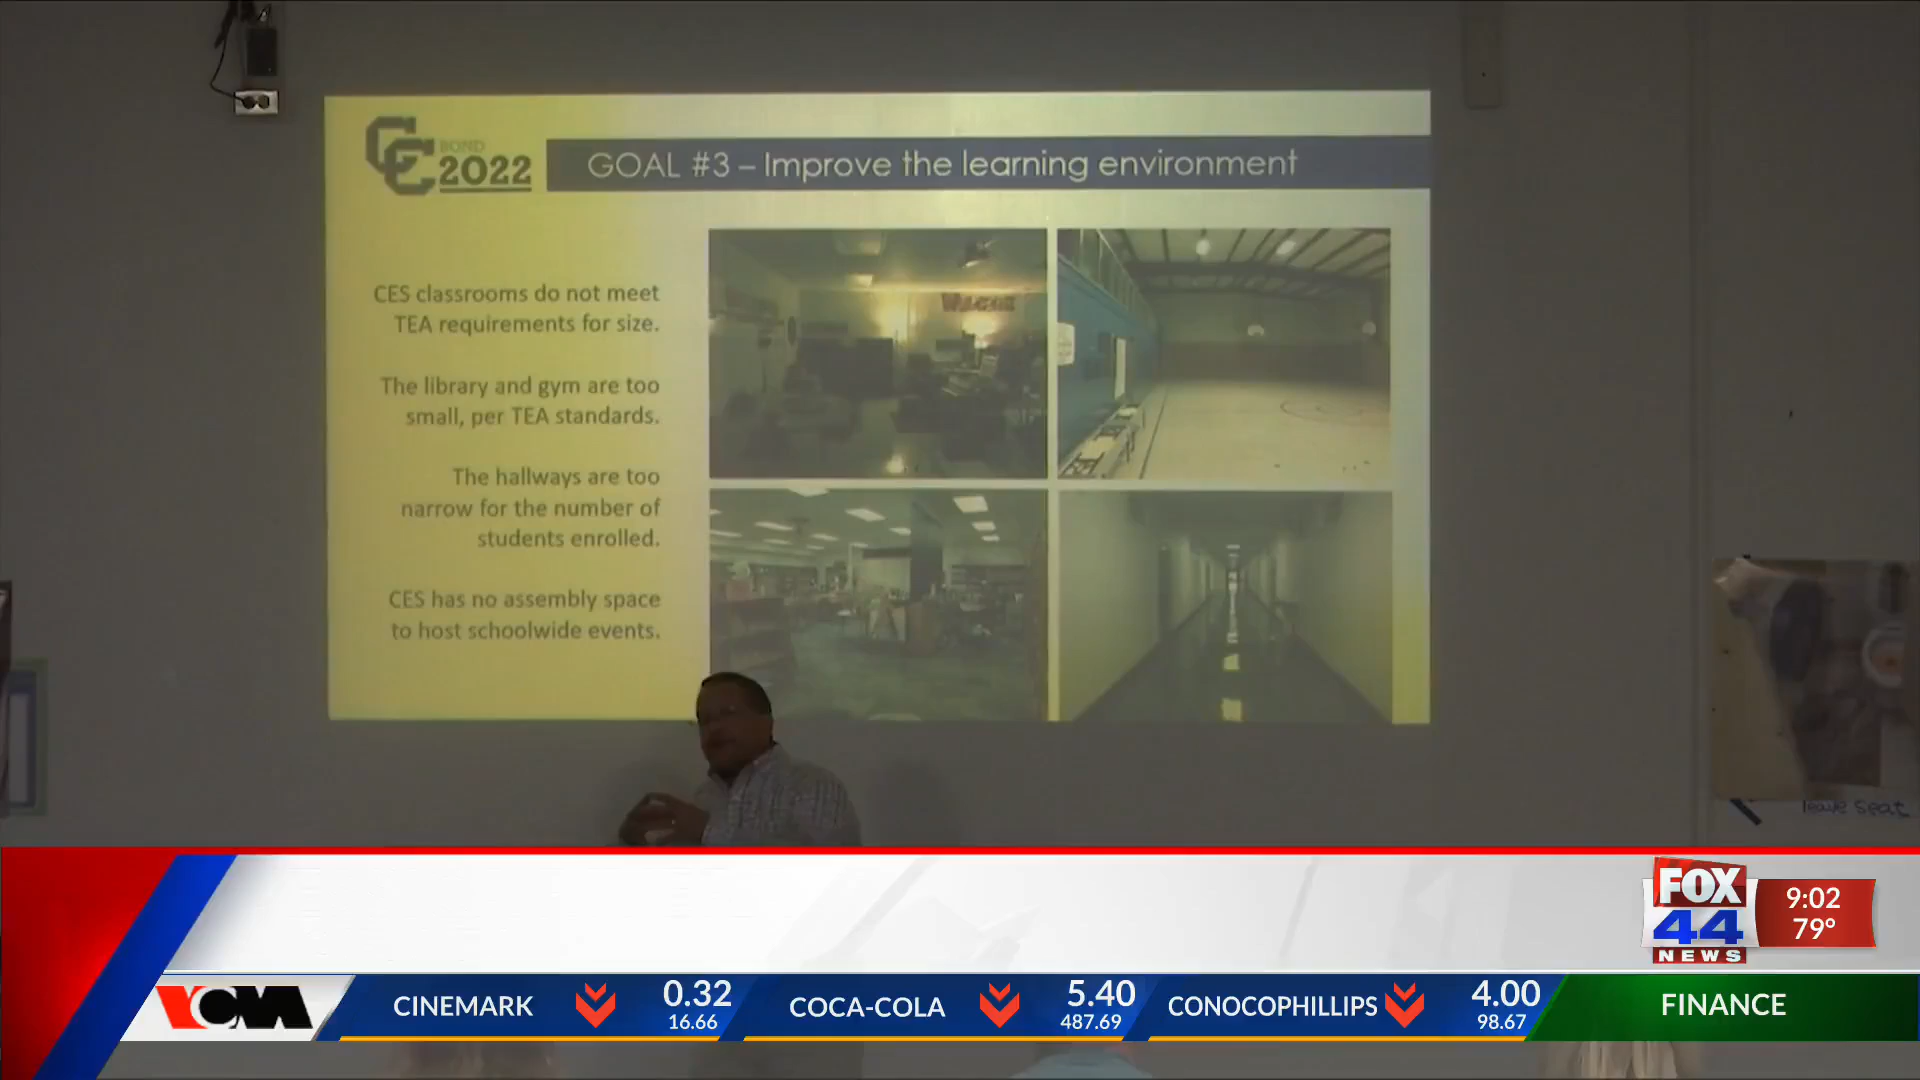 CC BOND 2022
GOAL #3 – Improve the learning environment
CES classrooms do not meet
TEA requirements for size.
The library and gym are too
small, per TEA standards.
The hallways are too
narrow for the number of
students enrolled.
CES has no assembly space
to host schoolwide events.
leave seat
FOX
44
NEWS
9:02
79°
YCMA
CINEMARK 0.32
16.66
COCA-COLA 5.40
487.69
CONOCOPHILLIPS 4.00
98.67
FINANCE